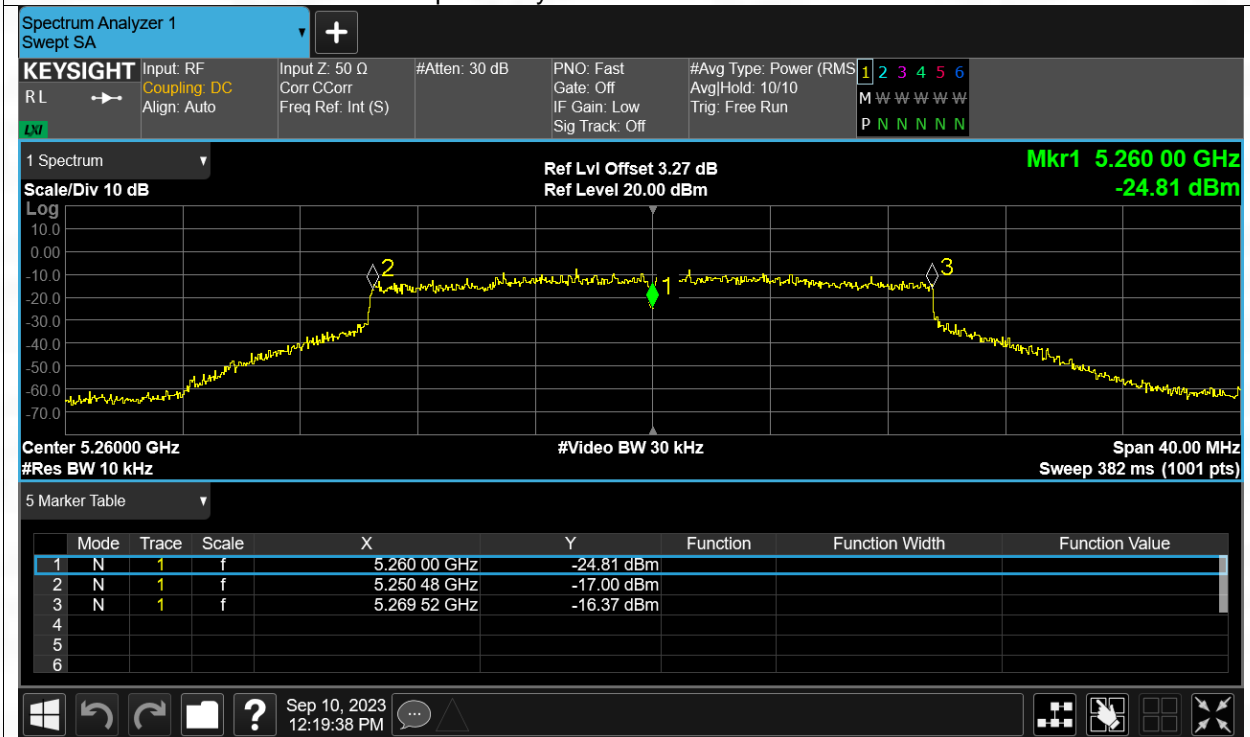 Spectrum Analyzer 1
Swept SA
+
KEYSIGHT Input: RF Input Z: 50 Ω #Atten: 30 dB PNO: Fast #Avg Type: Power (RMS 1 2 3 4 5 6
R L Coupling: DC Corr CCorr Gate: Off Avg|Hold: 10/10 M W W W W W
Align: Auto Freq Ref: Int (S) IF Gain: Low Trig: Free Run
LXI Sig Track: Off P N N N N N
1 Spectrum Ref Lvl Offset 3.27 dB Mkr1 5.260 00 GHz
Scale/Div 10 dB Ref Level 20.00 dBm -24.81 dBm
Log
10.0
0.00
-10.0 2 3
-20.0 1
-30.0
-40.0
-50.0
-60.0
-70.0
Center 5.26000 GHz #Video BW 30 kHz Span 40.00 MHz
#Res BW 10 kHz Sweep 382 ms (1001 pts)
5 Marker Table
Mode Trace Scale X Y Function Function Width Function Value
1 N 1 f 5.260 00 GHz -24.81 dBm
2 N 1 f 5.250 48 GHz -17.00 dBm
3 N 1 f 5.269 52 GHz -16.37 dBm
4
5
6
? Sep 10, 2023
12:19:38 PM